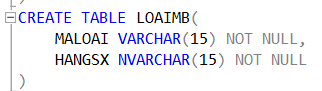 CREATE TABLE LOAIMB(
MALOAI VARCHAR(15) NOT NULL,
HANGSX NVARCHAR(15) NOT NULL
)